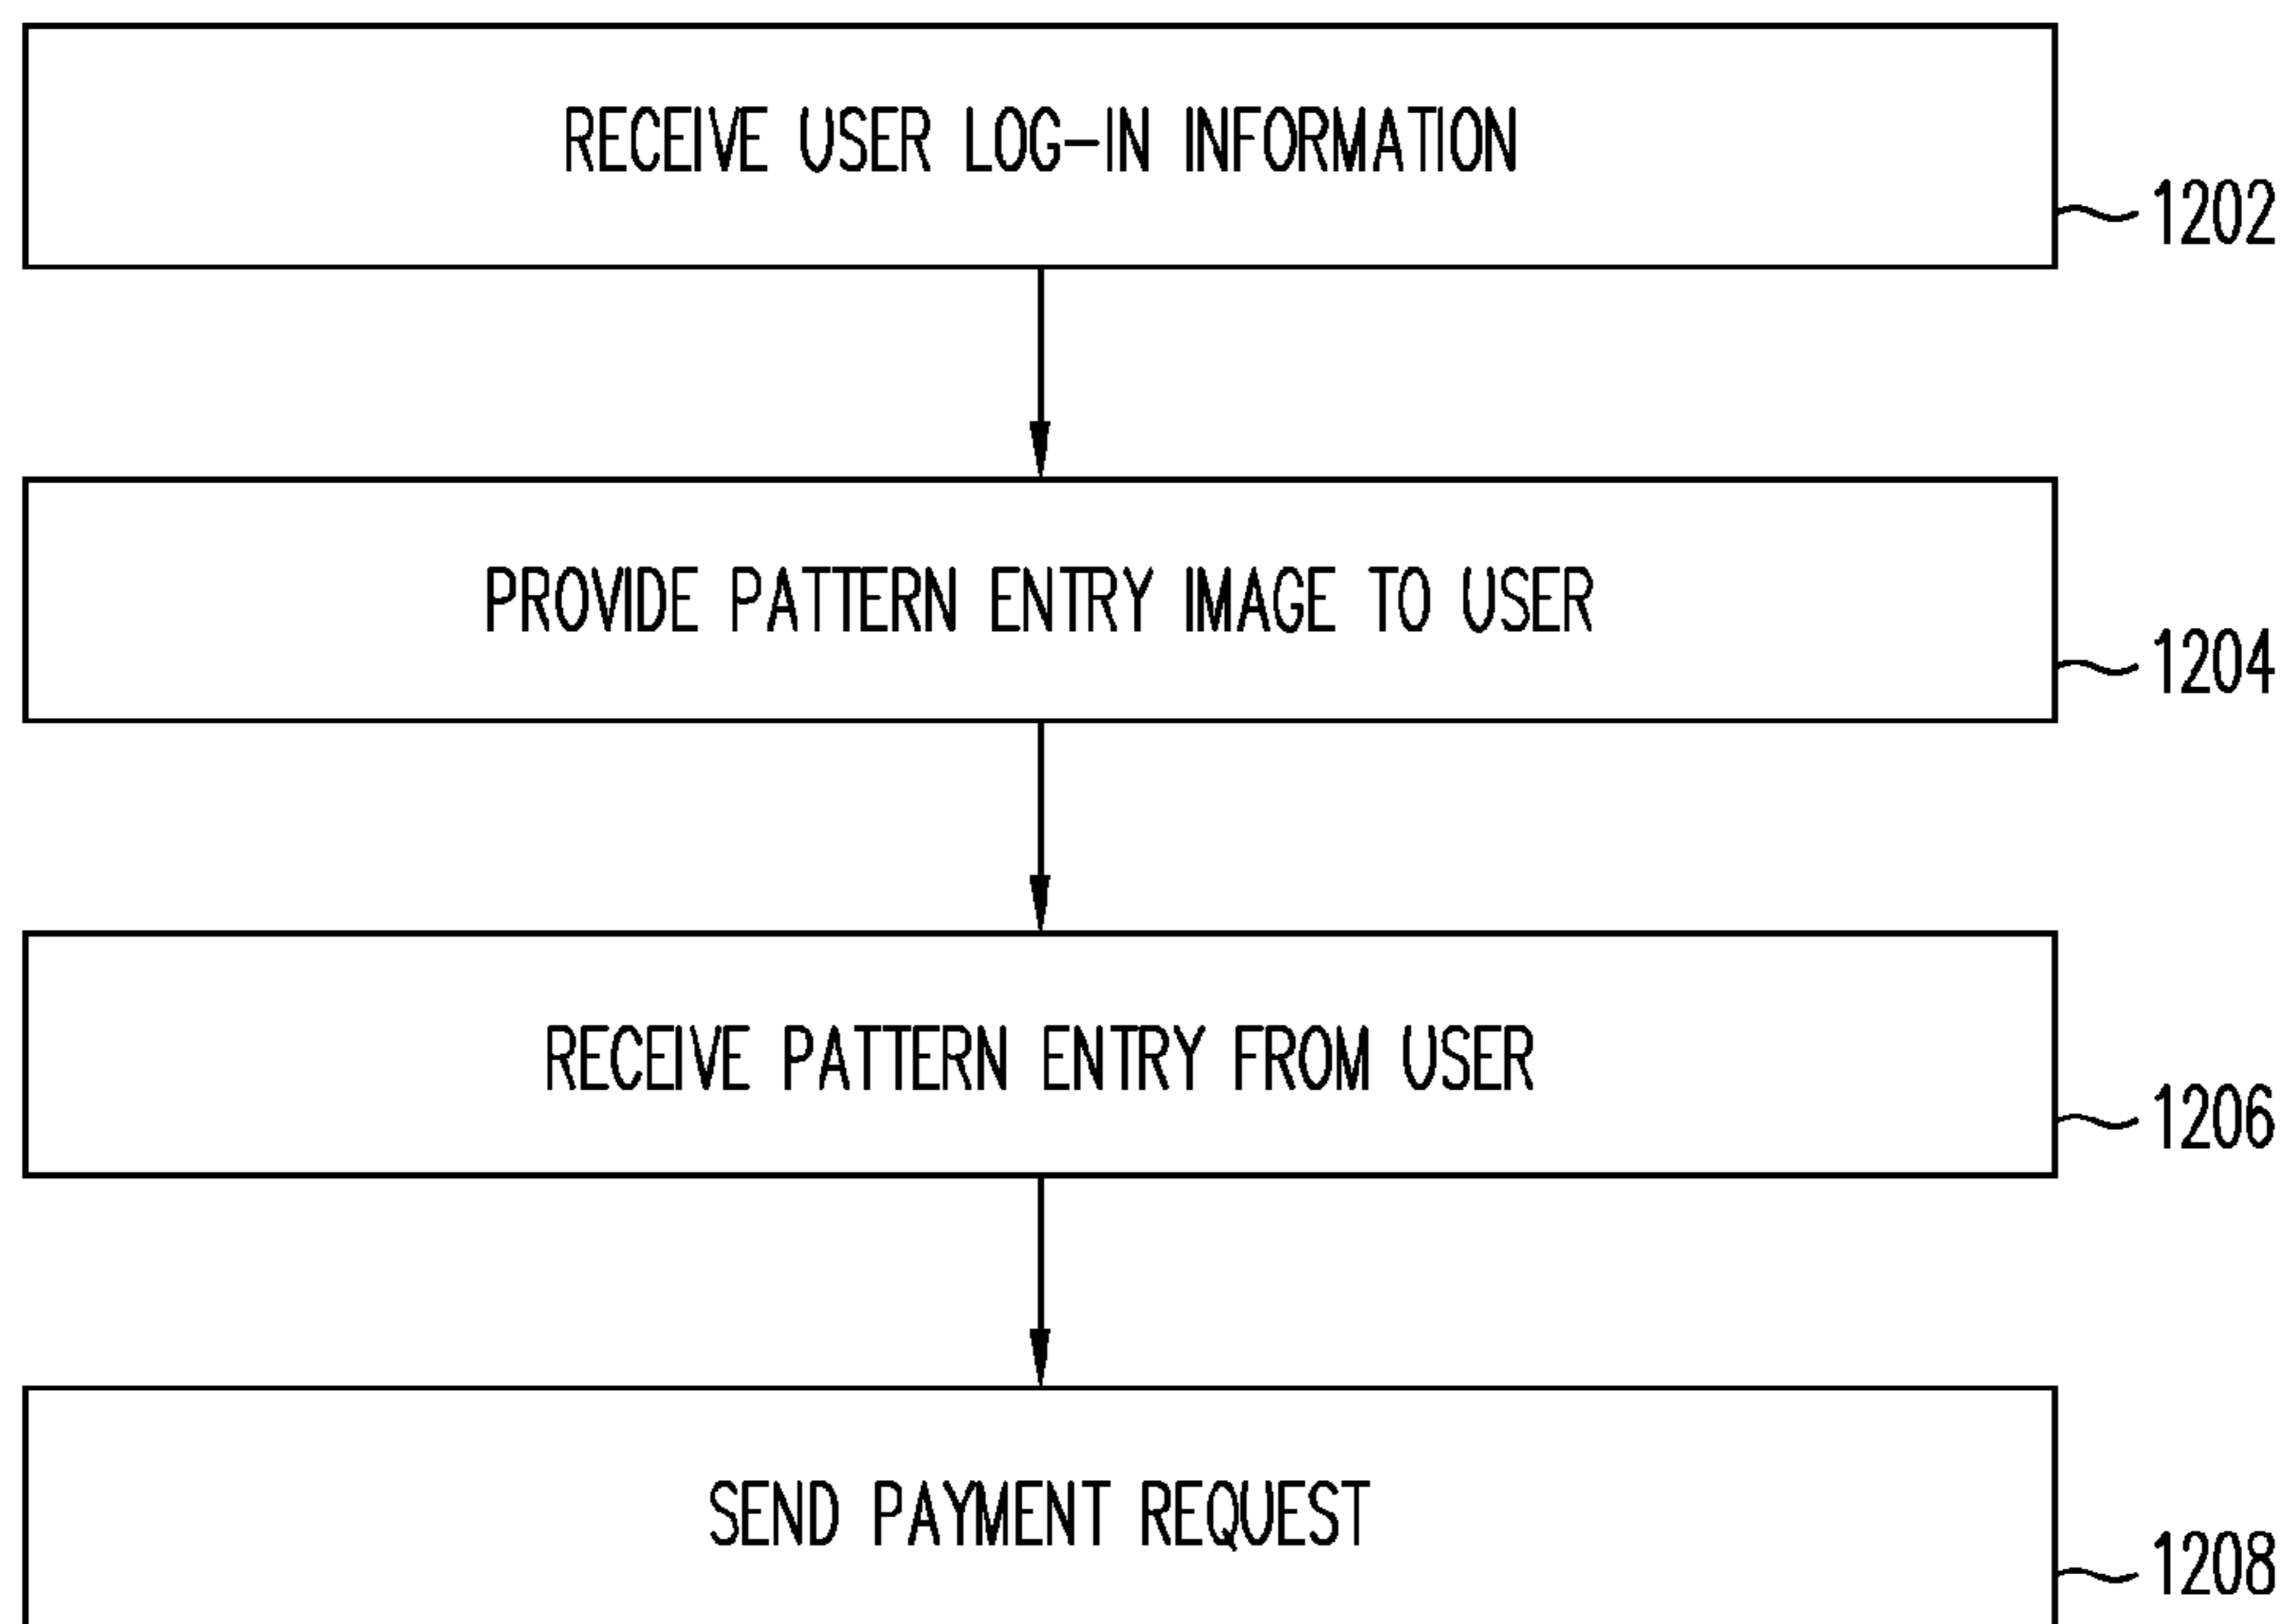 RECEIVE USER LOG-IN INFORMATION
1202
PROVIDE PATTERN ENTRY IMAGE TO USER
1204
RECEIVE PATTERN ENTRY FROM USER
1206
SEND PAYMENT REQUEST
1208